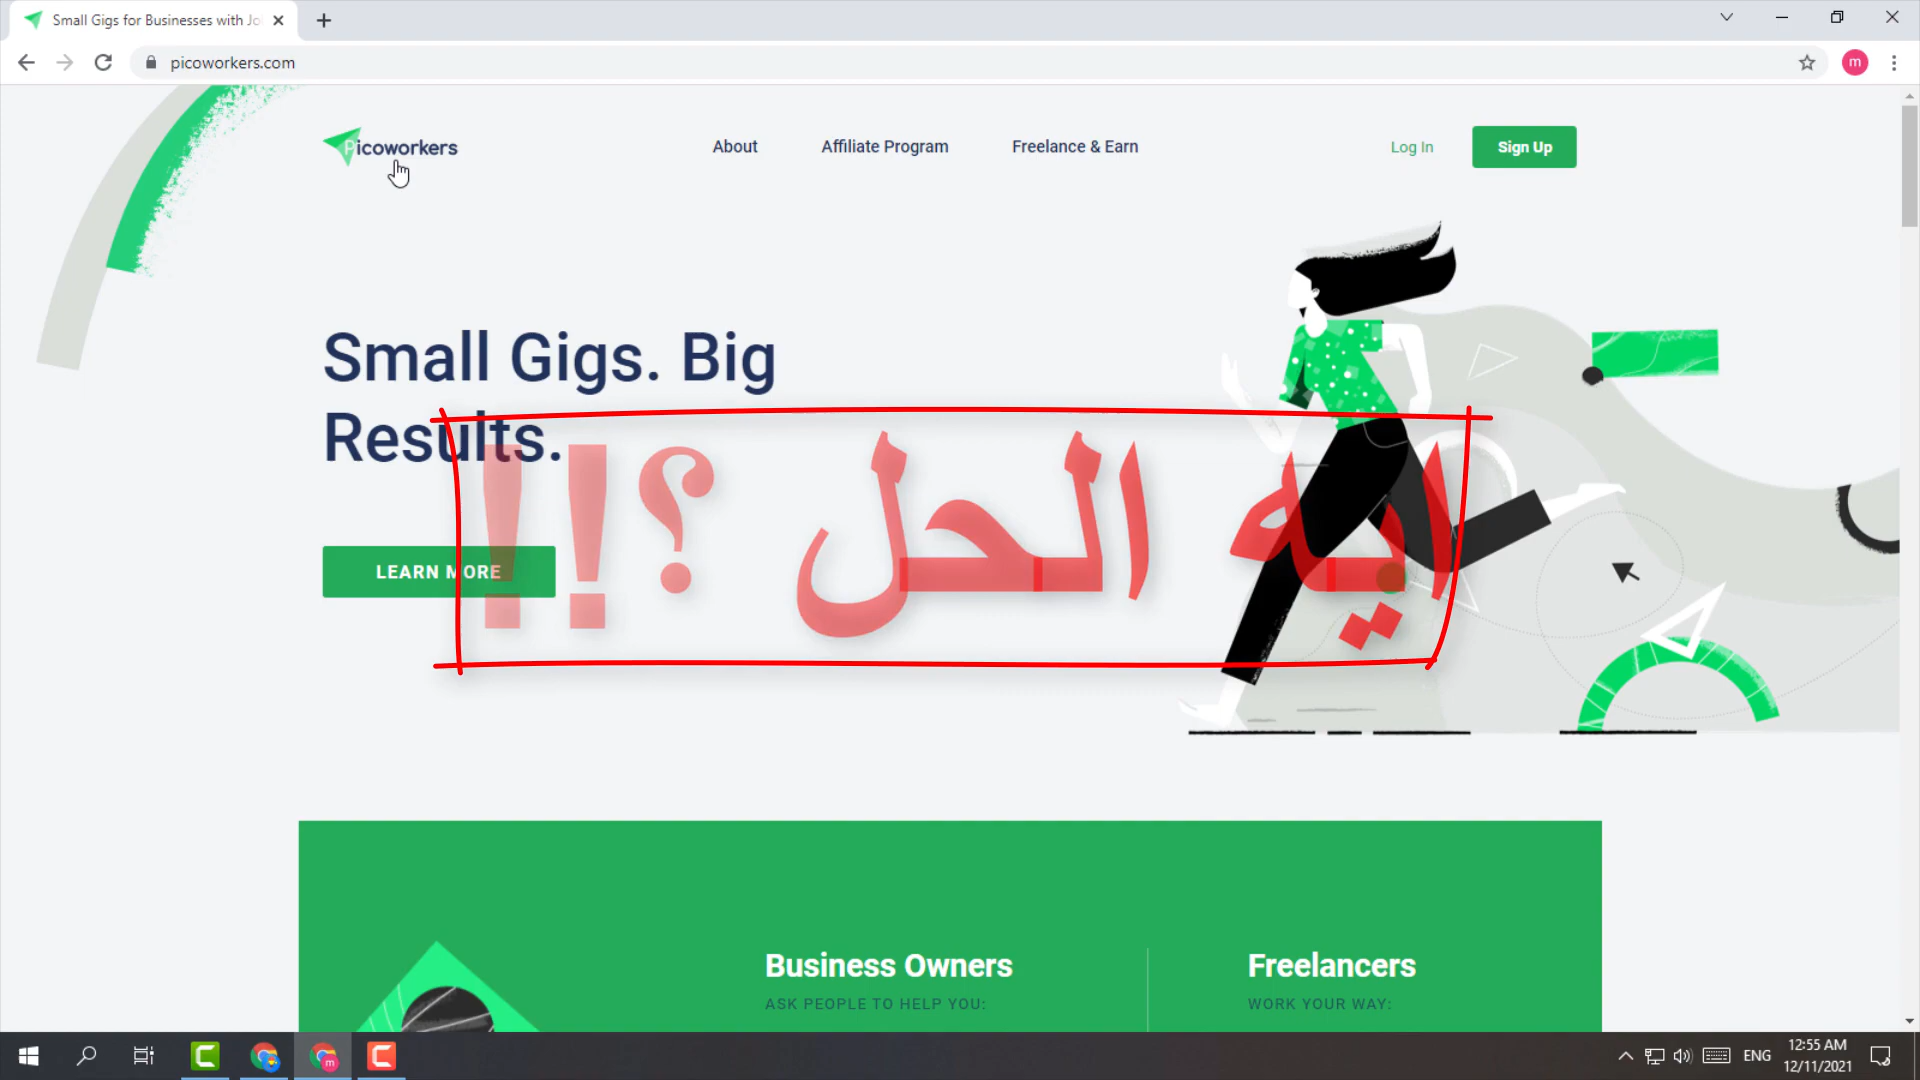 Small Gigs for Businesses with Jo
picoworkers.com
m
Picoworkers
About
Affiliate Program
Freelance & Earn
Log In
Sign Up
Small Gigs. Big
Results.
ايه الحل ؟!!
LEARN MORE
Business Owners
ASK PEOPLE TO HELP YOU:
Freelancers
WORK YOUR WAY:
m
ENG
12:55 AM
12/11/2021